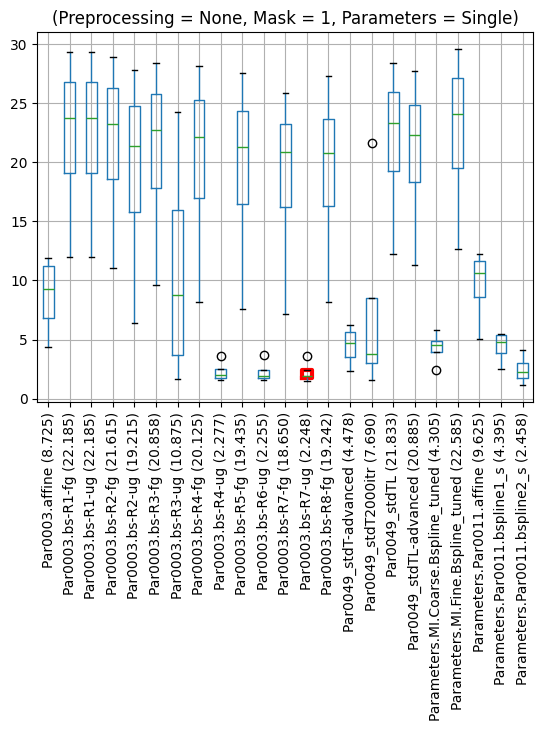 (Preprocessing = None, Mask = 1, Parameters = Single)
30
25
20
15
10
5
0
Par0003.affine (8.725)
Par0003.bs-R1-fg (22.185)
Par0003.bs-R1-ug (22.185)
Par0003.bs-R2-fg (21.615)
Par0003.bs-R2-ug (19.215)
Par0003.bs-R3-fg (20.858)
Par0003.bs-R3-ug (10.875)
Par0003.bs-R4-fg (20.125)
Par0003.bs-R4-ug (2.277)
Par0003.bs-R5-fg (19.435)
Par0003.bs-R6-ug (2.255)
Par0003.bs-R7-fg (18.650)
Par0003.bs-R7-ug (2.248)
Par0003.bs-R8-fg (19.242)
Par0049_stdT-advanced (4.478)
Par0049_stdT2000itr (7.690)
Par0049_stdTL (21.833)
Par0049_stdTL-advanced (20.885)
Parameters.MI.Coarse.Bspline_tuned (4.305)
Parameters.MI.Fine.Bspline_tuned (22.585)
Parameters.Par0011.affine (9.625)
Parameters.Par0011.bspline1_s (4.395)
Parameters.Par0011.bspline2_s (2.458)